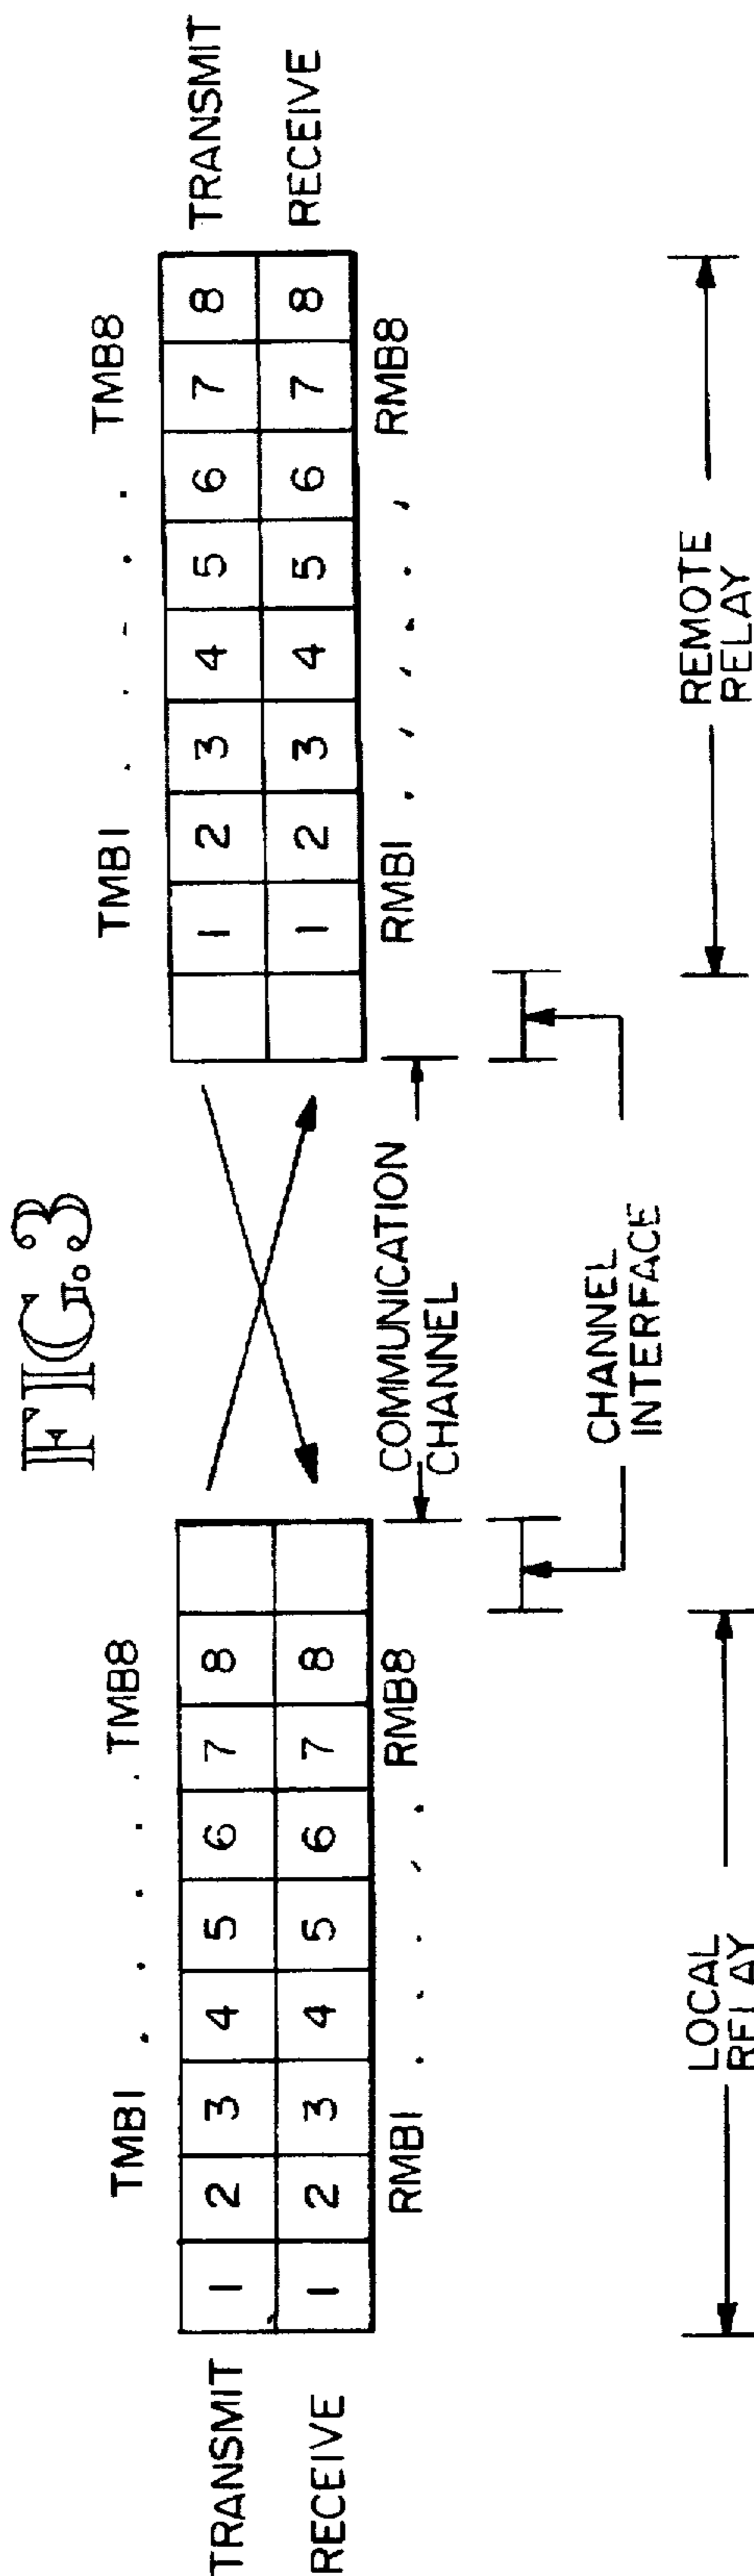 FIG.3
TMB1 . . . . . TMB8
TMB1 . . . . . TMB8
TRANSMIT 1 2 3 4 5 6 7 8
1 2 3 4 5 6 7 8 TRANSMIT
RECEIVE 1 2 3 4 5 6 7 8
1 2 3 4 5 6 7 8 RECEIVE
RMB1 . . . . . RMB8
RMB1 . . . . . RMB8
COMMUNICATION
CHANNEL
CHANNEL
INTERFACE
LOCAL
RELAY
REMOTE
RELAY